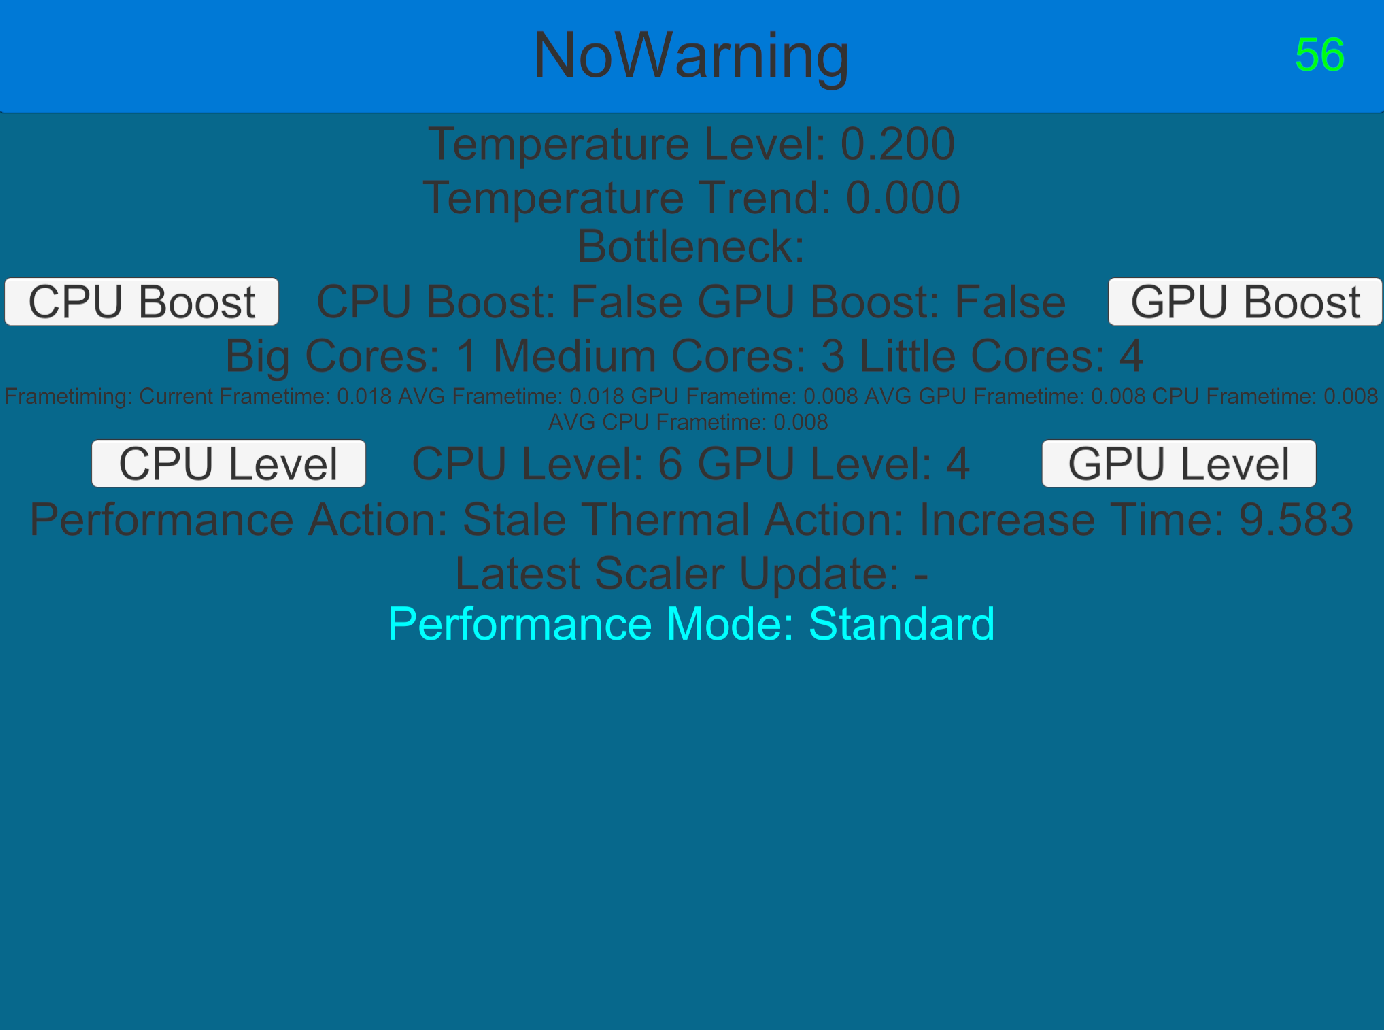 NoWarning
56
Temperature Level: 0.200
Temperature Trend: 0.000
Bottleneck:
CPU Boost CPU Boost: False GPU Boost: False GPU Boost
Big Cores: 1 Medium Cores: 3 Little Cores: 4
Frametiming: Current Frametime: 0.018 AVG Frametime: 0.018 GPU Frametime: 0.008 AVG GPU Frametime: 0.008 CPU Frametime: 0.008
AVG CPU Frametime: 0.008
CPU Level CPU Level: 6 GPU Level: 4 GPU Level
Performance Action: Stale Thermal Action: Increase Time: 9.583
Latest Scaler Update: -
Performance Mode: Standard